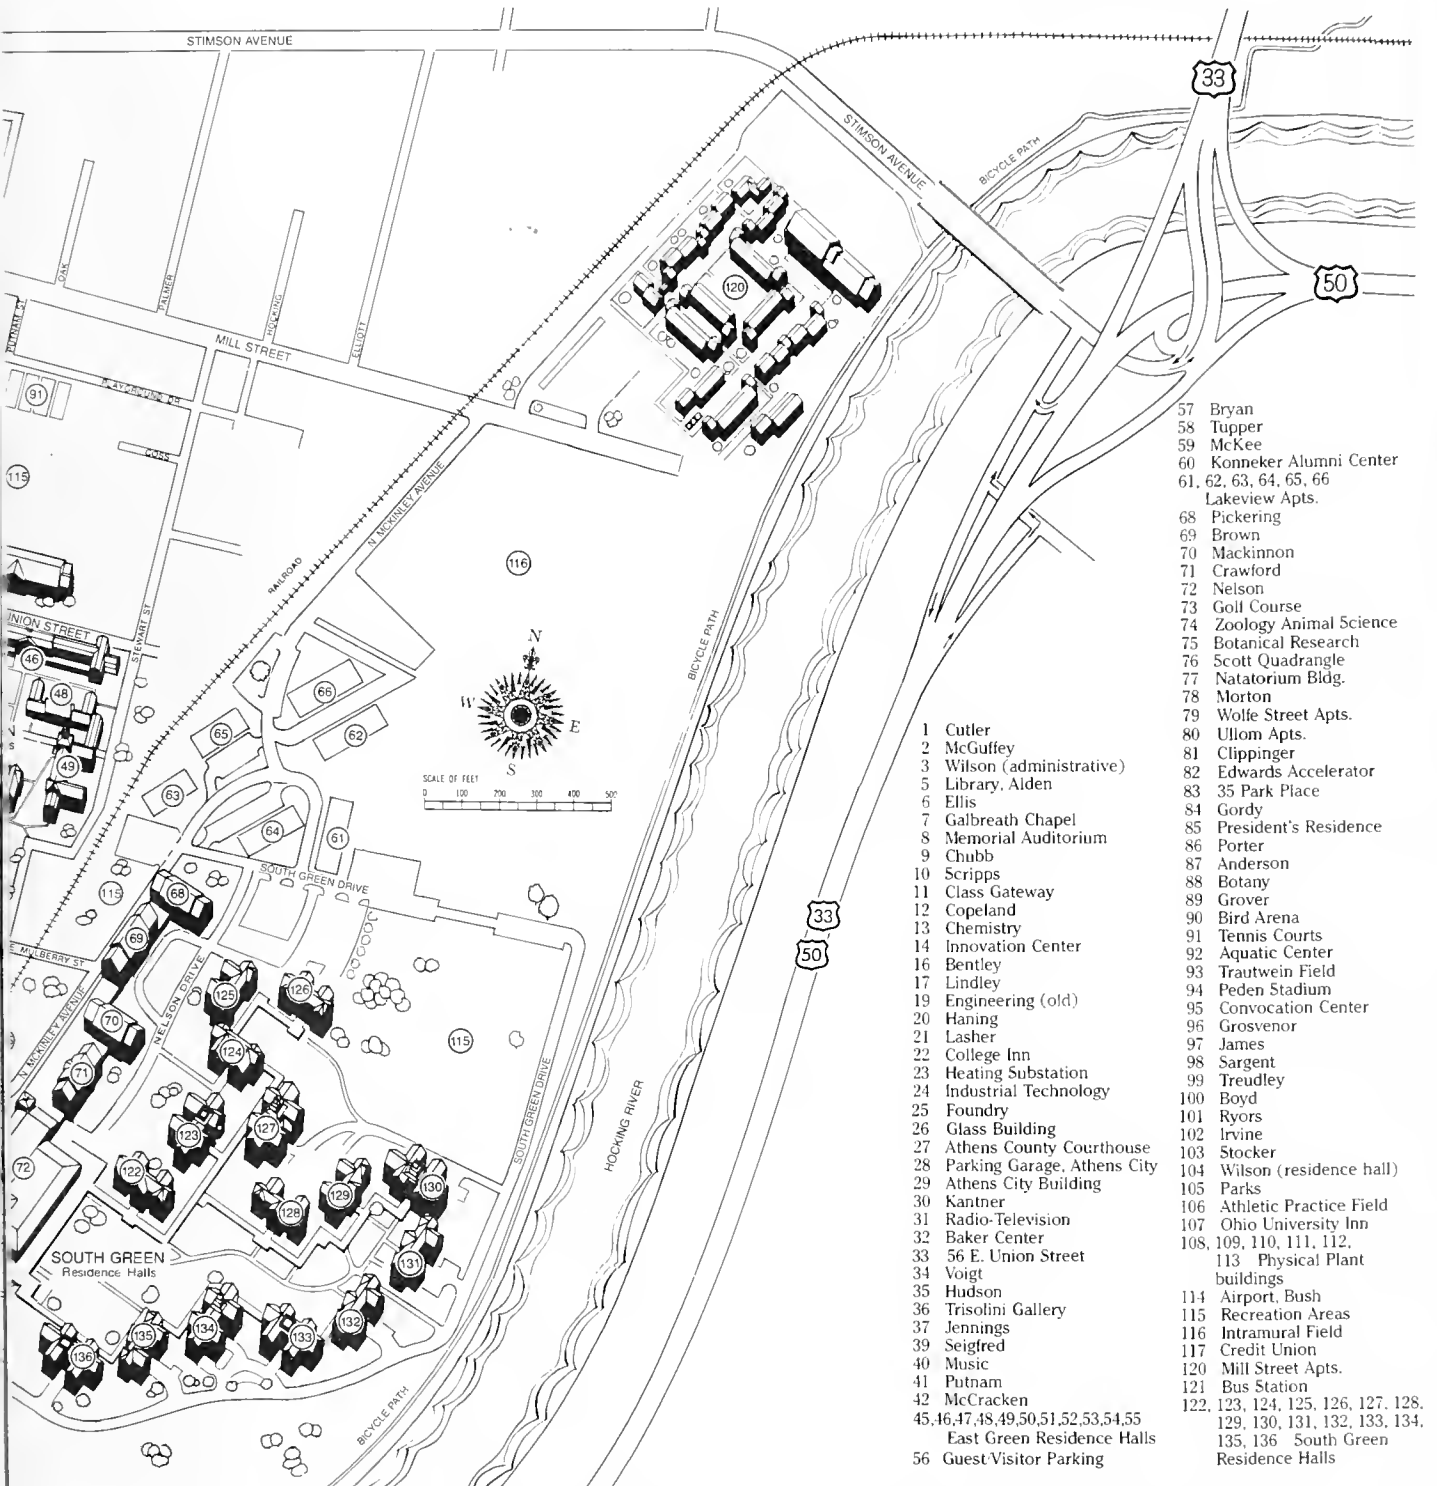 STIMSON AVENUE
33
STIMSON AVENUE
BICYCLE PATH
50
OAK
PALMER
HOCKING
ELLIOTT
PUTNAM ST
MILL STREET
120
PLAYGROUND DR
91
GOSS
115
N MCKINLEY AVENUE
116
RAILROAD
UNION STREET
STEWART ST
46
48
49
BICYCLE PATH
N
W
E
S
66
65
62
63
64
61
SCALE OF FEET
0 100 200 300 400 500
SOUTH GREEN DRIVE
115
68
69
E MULBERRY ST
NELSON DRIVE
N MCKINLEY AVENUE
70
71
72
125
126
124
115
123
127
122
128
129
130
131
132
133
134
135
136
SOUTH GREEN DRIVE
HOCKING RIVER
33
50
SOUTH GREEN
Residence Halls
BICYCLE PATH
1 Cutler
2 McGuffey
3 Wilson (administrative)
5 Library, Alden
6 Ellis
7 Galbreath Chapel
8 Memorial Auditorium
9 Chubb
10 Scripps
11 Class Gateway
12 Copeland
13 Chemistry
14 Innovation Center
16 Bentley
17 Lindley
19 Engineering (old)
20 Haning
21 Lasher
22 College Inn
23 Heating Substation
24 Industrial Technology
25 Foundry
26 Glass Building
27 Athens County Courthouse
28 Parking Garage, Athens City
29 Athens City Building
30 Kantner
31 Radio-Television
32 Baker Center
33 56 E. Union Street
34 Voigt
35 Hudson
36 Trisolini Gallery
37 Jennings
39 Seigfred
40 Music
41 Putnam
42 McCracken
45,46,47,48,49,50,51,52,53,54,55
East Green Residence Halls
56 Guest/Visitor Parking
57 Bryan
58 Tupper
59 McKee
60 Konneker Alumni Center
61, 62, 63, 64, 65, 66
Lakeview Apts.
68 Pickering
69 Brown
70 Mackinnon
71 Crawford
72 Nelson
73 Golf Course
74 Zoology Animal Science
75 Botanical Research
76 Scott Quadrangle
77 Natatorium Bldg.
78 Morton
79 Wolfe Street Apts.
80 Ullom Apts.
81 Clippinger
82 Edwards Accelerator
83 35 Park Place
84 Gordy
85 President's Residence
86 Porter
87 Anderson
88 Botany
89 Grover
90 Bird Arena
91 Tennis Courts
92 Aquatic Center
93 Trautwein Field
94 Peden Stadium
95 Convocation Center
96 Grosvenor
97 James
98 Sargent
99 Treudley
100 Boyd
101 Ryors
102 Irvine
103 Stocker
104 Wilson (residence hall)
105 Parks
106 Athletic Practice Field
107 Ohio University Inn
108, 109, 110, 111, 112,
113 Physical Plant
buildings
114 Airport, Bush
115 Recreation Areas
116 Intramural Field
117 Credit Union
120 Mill Street Apts.
121 Bus Station
122, 123, 124, 125, 126, 127, 128,
129, 130, 131, 132, 133, 134,
135, 136 South Green
Residence Halls